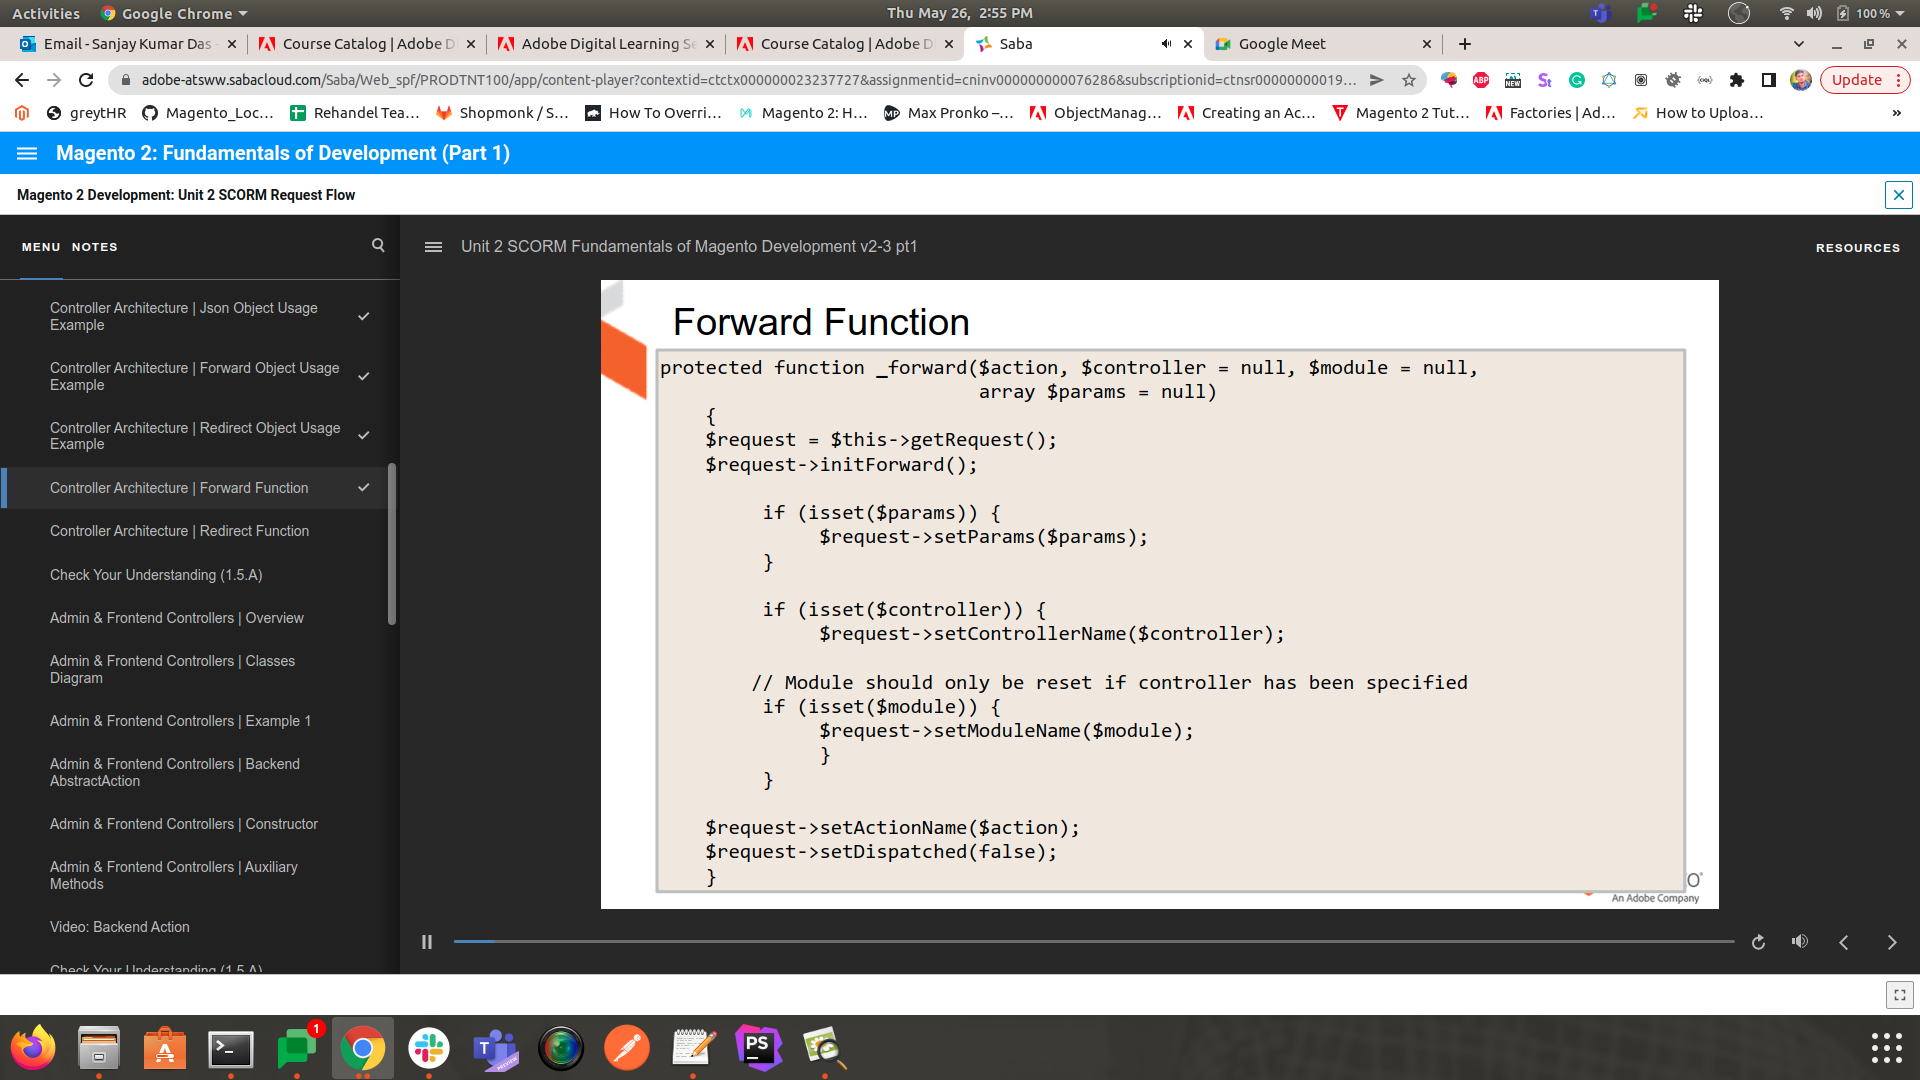 Activities
Google Chrome
Thu May 26, 2:55 PM
100 %
Email - Sanjay Kumar Das
Course Catalog | Adobe D
Adobe Digital Learning Se
Course Catalog | Adobe D
Saba
Google Meet
adobe-atsww.sabacloud.com/Saba/Web_spf/PRODTNT100/app/content-player?contextid=ctctx000000023237727&assignmentid=cninv000000000076286&subscriptionid=ctnsr00000000019...
ABP
NEW
Update
greytHR
Magento_Loc...
Rehandel Tea...
Shopmonk / S...
How To Overri...
Magento 2: H...
Max Pronko –...
ObjectManag...
Creating an Ac...
Magento 2 Tut...
Factories | Ad...
How to Uploa...
»
Magento 2: Fundamentals of Development (Part 1)
Magento 2 Development: Unit 2 SCORM Request Flow
MENU NOTES
Unit 2 SCORM Fundamentals of Magento Development v2-3 pt1
RESOURCES
Controller Architecture | Json Object Usage
Example
Controller Architecture | Forward Object Usage
Example
Controller Architecture | Redirect Object Usage
Example
Controller Architecture | Forward Function
Controller Architecture | Redirect Function
Check Your Understanding (1.5.A)
Admin & Frontend Controllers | Overview
Admin & Frontend Controllers | Classes
Diagram
Admin & Frontend Controllers | Example 1
Admin & Frontend Controllers | Backend
AbstractAction
Admin & Frontend Controllers | Constructor
Admin & Frontend Controllers | Auxiliary
Methods
Video: Backend Action
Check Your Understanding (1.5.A)
Forward Function
protected function _forward($action, $controller = null, $module = null,
array $params = null)
{
$request = $this->getRequest();
$request->initForward();
if (isset($params)) {
$request->setParams($params);
}
if (isset($controller)) {
$request->setControllerName($controller);
// Module should only be reset if controller has been specified
if (isset($module)) {
$request->setModuleName($module);
}
}
$request->setActionName($action);
$request->setDispatched(false);
}
An Adobe Company
1
PS